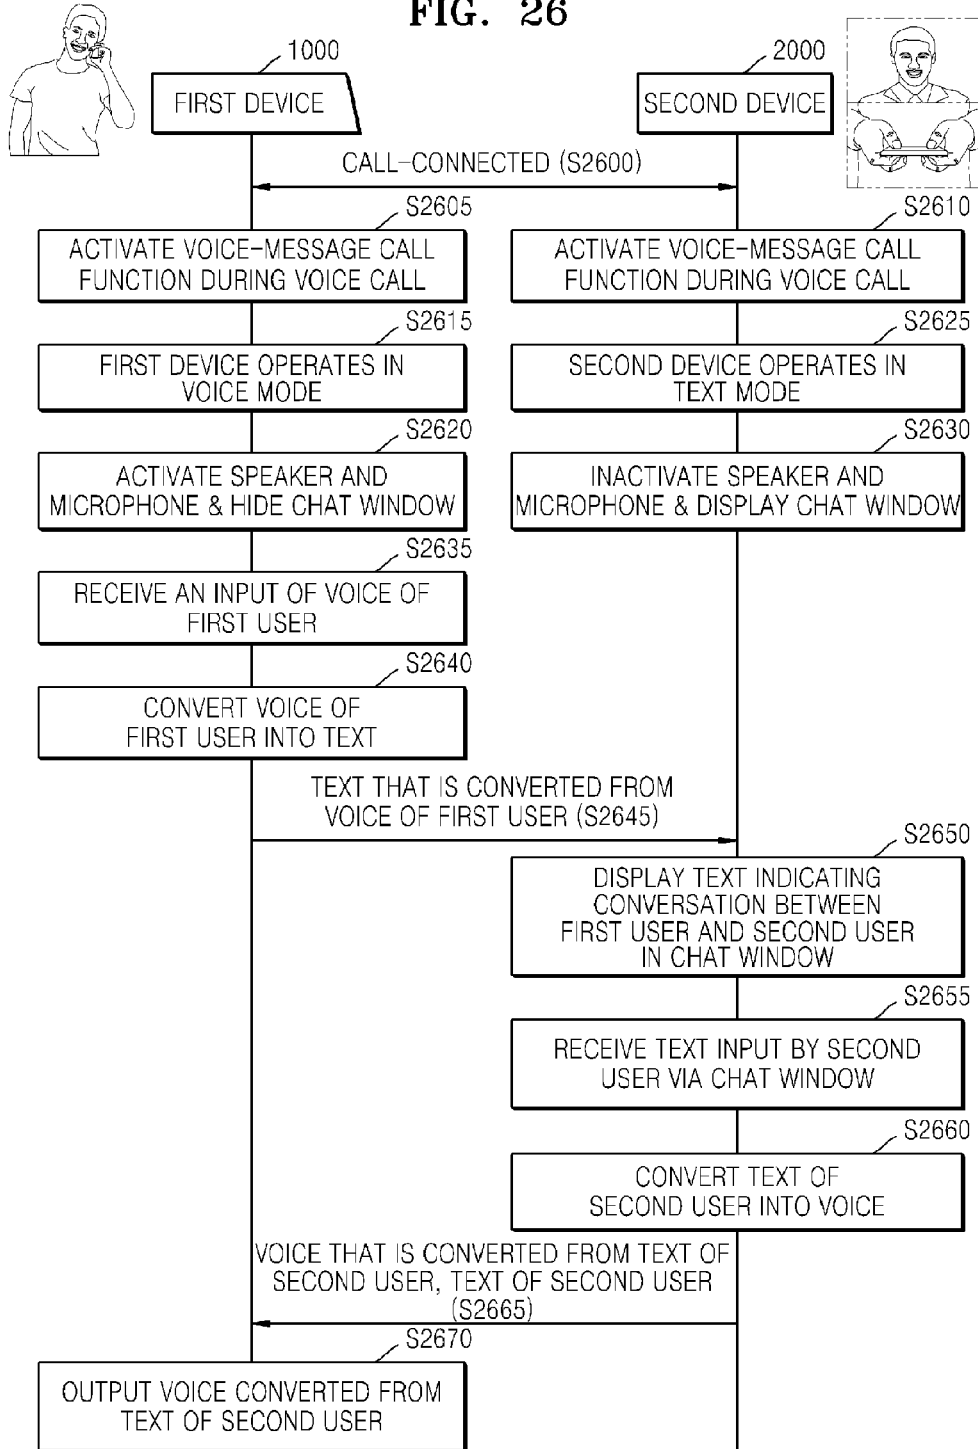 FIG. 26
1000
2000
FIRST DEVICE
SECOND DEVICE
CALL-CONNECTED (S2600)
S2605
S2610
ACTIVATE VOICE-MESSAGE CALL
FUNCTION DURING VOICE CALL
ACTIVATE VOICE-MESSAGE CALL
FUNCTION DURING VOICE CALL
S2615
S2625
FIRST DEVICE OPERATES IN
VOICE MODE
SECOND DEVICE OPERATES IN
TEXT MODE
S2620
S2630
ACTIVATE SPEAKER AND
MICROPHONE & HIDE CHAT WINDOW
INACTIVATE SPEAKER AND
MICROPHONE & DISPLAY CHAT WINDOW
S2635
RECEIVE AN INPUT OF VOICE OF
FIRST USER
S2640
CONVERT VOICE OF
FIRST USER INTO TEXT
TEXT THAT IS CONVERTED FROM
VOICE OF FIRST USER (S2645)
S2650
DISPLAY TEXT INDICATING
CONVERSATION BETWEEN
FIRST USER AND SECOND USER
IN CHAT WINDOW
S2655
RECEIVE TEXT INPUT BY SECOND
USER VIA CHAT WINDOW
S2660
CONVERT TEXT OF
SECOND USER INTO VOICE
VOICE THAT IS CONVERTED FROM TEXT OF
SECOND USER, TEXT OF SECOND USER
(S2665)
S2670
OUTPUT VOICE CONVERTED FROM
TEXT OF SECOND USER